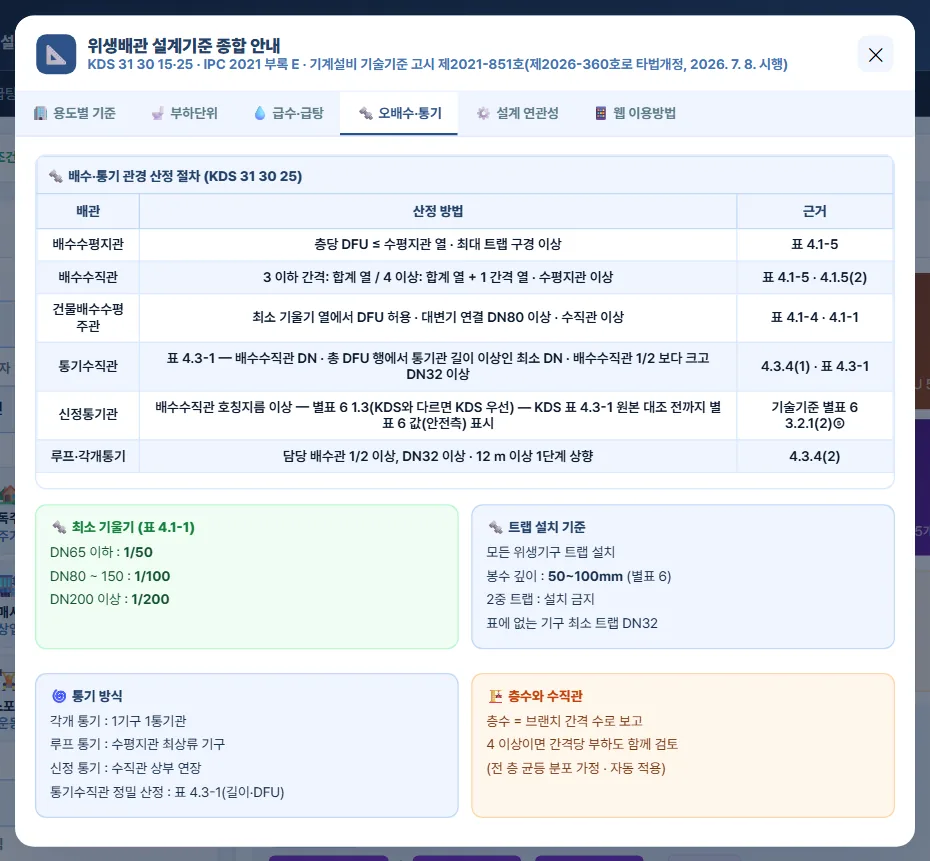 위생배관 설계기준 종합 안내
KDS 31 30 15·25 · IPC 2021 부록 E · 기계설비 기술기준 고시 제2021-851호(제2026-360호로 타법개정, 2026. 7. 8. 시행)
용도별 기준 부하단위 급수·급탕 오배수·통기 설계 연관성 웹 이용방법
배수·통기 관경 산정 절차 (KDS 31 30 25)
배관 산정 방법 근거
배수수평지관 층당 DFU ≤ 수평지관 열 · 최대 트랩 구경 이상 표 4.1-5
배수수직관 3 이하 간격: 합계 열 / 4 이상: 합계 열 + 1 간격 열 · 수평지관 이상 표 4.1-5 · 4.1.5(2)
건물배수수평
주관 최소 기울기 열에서 DFU 허용 · 대변기 연결 DN80 이상 · 수직관 이상 표 4.1-4 · 4.1-1
통기수직관 표 4.3-1 — 배수수직관 DN · 총 DFU 행에서 통기관 길이 이상인 최소 DN · 배수수직관 1/2 보다 크고
DN32 이상 4.3.4(1) · 표 4.3-1
신정통기관 배수수직관 호칭지름 이상 — 별표 6 1.3(KDS와 다르면 KDS 우선) — KDS 표 4.3-1 원본 대조 전까지 별
표 6 값(안전측) 표시 기술기준 별표 6
3.2.1(2)
루프·각개통기 담당 배수관 1/2 이상, DN32 이상 · 12 m 이상 1단계 상향 4.3.4(2)
최소 기울기 (표 4.1-1)
DN65 이하 : 1/50
DN80 ~ 150 : 1/100
DN200 이상 : 1/200
트랩 설치 기준
모든 위생기구 트랩 설치
봉수 깊이 : 50~100mm (별표 6)
2중 트랩 : 설치 금지
표에 없는 기구 최소 트랩 DN32
통기 방식
각개 통기 : 1기구 1통기관
루프 통기 : 수평지관 최상류 기구
신정 통기 : 수직관 상부 연장
통기수직관 정밀 산정 : 표 4.3-1(길이·DFU)
층수와 수직관
층수 = 브랜치 간격 수로 보고
4 이상이면 간격당 부하도 함께 검토
(전 층 균등 분포 가정 · 자동 적용)